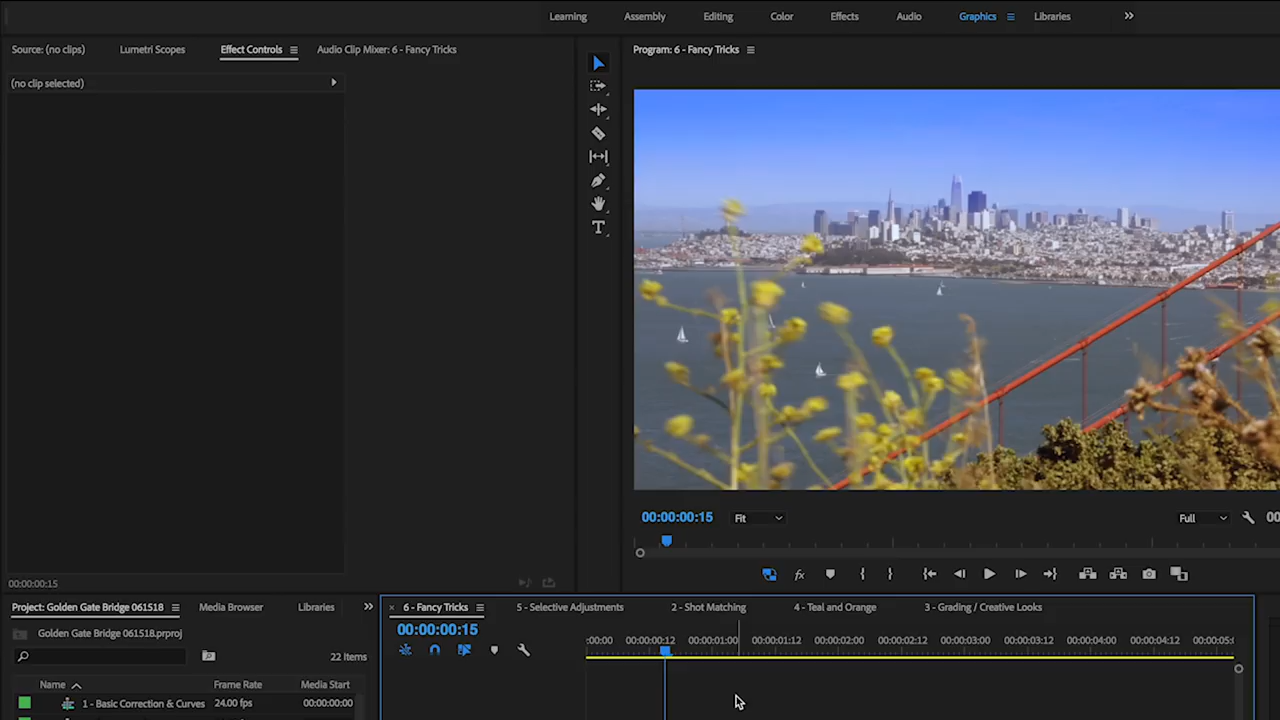 Learning Assembly Editing Color Effects Audio Graphics Libraries
Source: (no clips) Lumetri Scopes Effect Controls Audio Clip Mixer: 6 - Fancy Tricks
Program: 6 - Fancy Tricks
(no clip selected)
T
00:00:00:15 Fit Full 00
fx
00:00:00:15
Project: Golden Gate Bridge 061518 Media Browser Libraries
× 6 - Fancy Tricks 5 - Selective Adjustments 2 - Shot Matching 4 - Teal and Orange 3 - Grading / Creative Looks
Golden Gate Bridge 061518.prproj
00:00:00:15
:00:00 00:00:00:12 00:00:01:00 00:00:01:12 00:00:02:00 00:00:02:12 00:00:03:00 00:00:03:12 00:00:04:00 00:00:04:12 00:00:05:0
22 Items
Name Frame Rate Media Start
1 - Basic Correction & Curves 24.00 fps 00:00:00:00